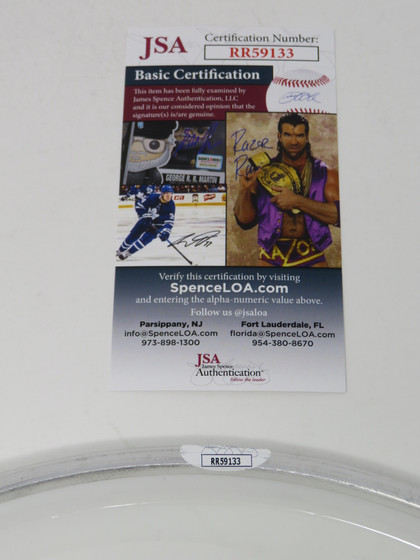 JSA
Certification Number:
RR59133
Basic Certification
This item has been fully examined by
James Spence Authentication, LLC
and it is our considered opinion that the
signature(s) is/are genuine.
GEORGE R. R. MARTIN
Razor
RAZOR
Verify this certification by visiting
SpenceLOA.com
and entering the alpha-numeric value above.
Follow us @jsaloa
Parsippany, NJ
info@SpenceLOA.com
973-898-1300
Fort Lauderdale, FL
florida@SpenceLOA.com
954-380-8670
JSA
James Spence
Authentication
follow the leader
RR59133